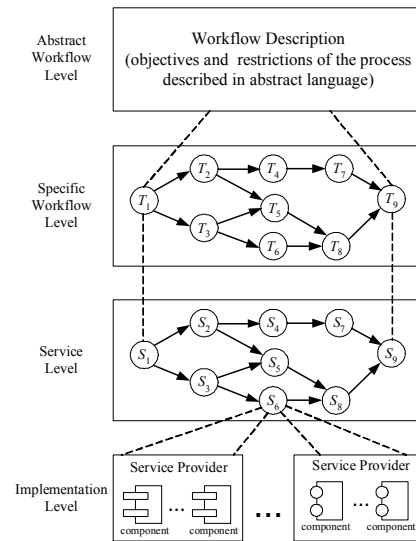 Abstract
Workflow
Level
Workflow Description
(objectives and restrictions of the process
described in abstract language)
Specific
Workflow
Level
T1
T2
T3
T4
T5
T6
T7
T8
T9
Service
Level
S1
S2
S3
S4
S5
S6
S7
S8
S9
Implementation
Level
Service Provider
...
component
component
...
Service Provider
...
component
component